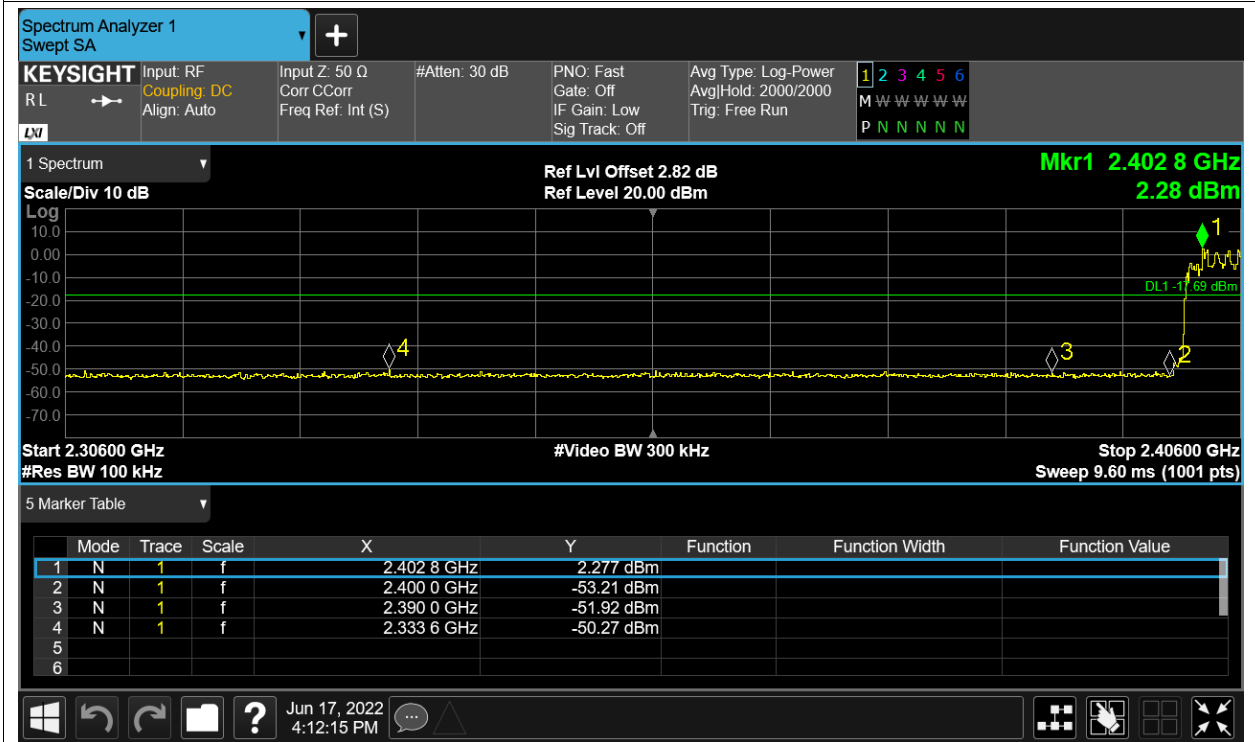 Spectrum Analyzer 1
Swept SA
+
KEYSIGHT Input: RF Input Z: 50 Ω #Atten: 30 dB PNO: Fast Avg Type: Log-Power 1 2 3 4 5 6
R L Coupling: DC Corr CCorr Gate: Off Avg|Hold: 2000/2000 M W W W W W
Align: Auto Freq Ref: Int (S) IF Gain: Low Trig: Free Run
LXI Sig Track: Off P N N N N N
1 Spectrum Ref Lvl Offset 2.82 dB Mkr1 2.402 8 GHz
Scale/Div 10 dB Ref Level 20.00 dBm 2.28 dBm
Log
10.0
1
0.00
-10.0
DL1 -17.69 dBm
-20.0
-30.0
-40.0
4 3 2
-50.0
-60.0
-70.0
Start 2.30600 GHz #Video BW 300 kHz Stop 2.40600 GHz
#Res BW 100 kHz Sweep 9.60 ms (1001 pts)
5 Marker Table
Mode Trace Scale X Y Function Function Width Function Value
1 N 1 f 2.402 8 GHz 2.277 dBm
2 N 1 f 2.400 0 GHz -53.21 dBm
3 N 1 f 2.390 0 GHz -51.92 dBm
4 N 1 f 2.333 6 GHz -50.27 dBm
5
6
? Jun 17, 2022
4:12:15 PM